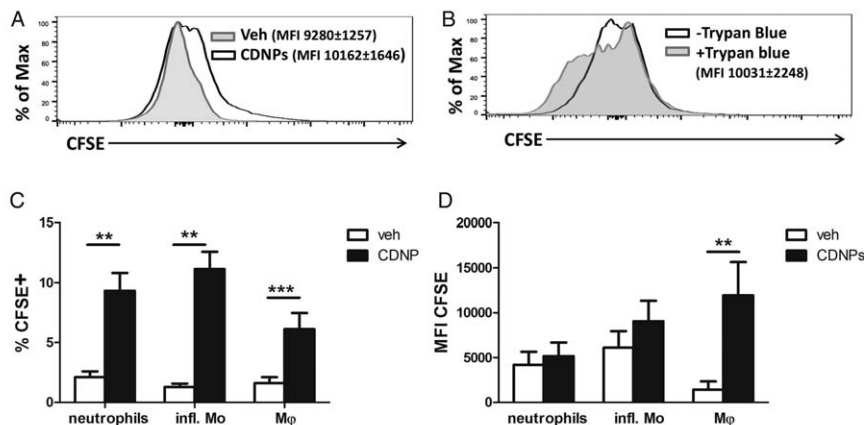 A
% of Max
100
80
60
40
20
0
Veh (MFI 9280±1257)
CDNPs (MFI 10162±1646)
CFSE
B
% of Max
100
80
60
40
20
0
-Trypan Blue
+Trypan blue
(MFI 10031±2248)
CFSE
C
% CFSE+
15
10
5
0
**
**
***
veh
CDNP
neutrophils infl. Mo Mφ
D
MFI CFSE
20000
15000
10000
5000
0
**
veh
CDNPs
neutrophils infl. Mo Mφ